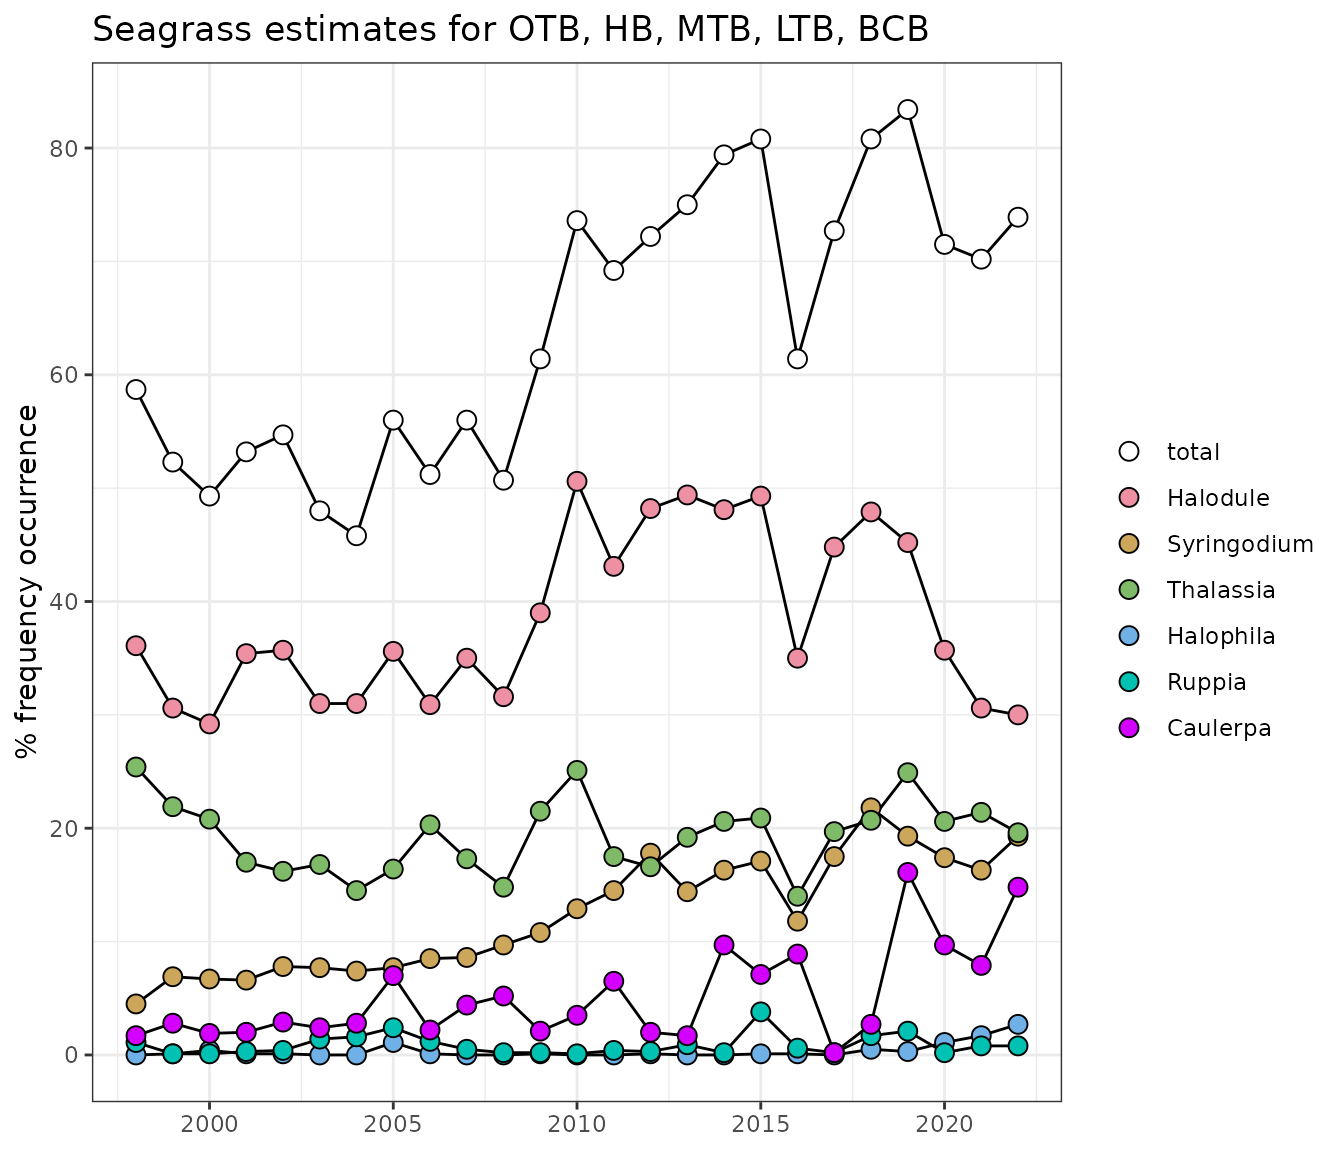 Seagrass estimates for OTB, HB, MTB, LTB, BCB
% frequency occurrence
80
60
40
20
0
2000
2005
2010
2015
2020
total
Halodule
Syringodium
Thalassia
Halophila
Ruppia
Caulerpa